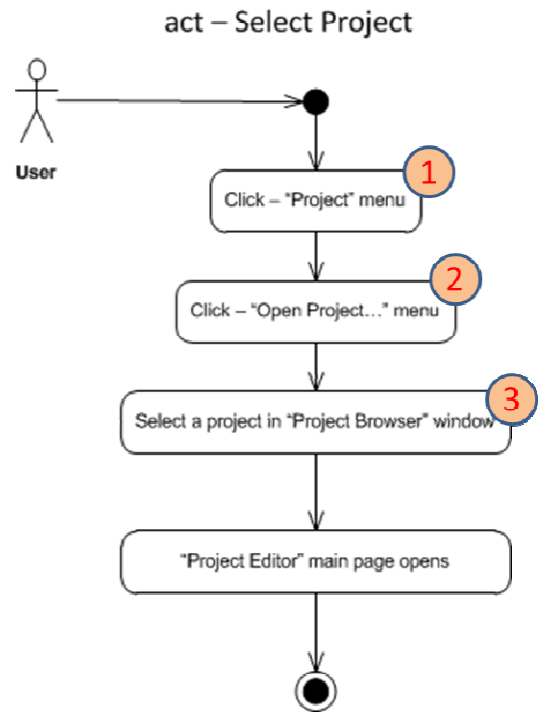 act – Select Project
User
1
Click – “Project” menu
2
Click – “Open Project…” menu
3
Select a project in “Project Browser” window
“Project Editor” main page opens